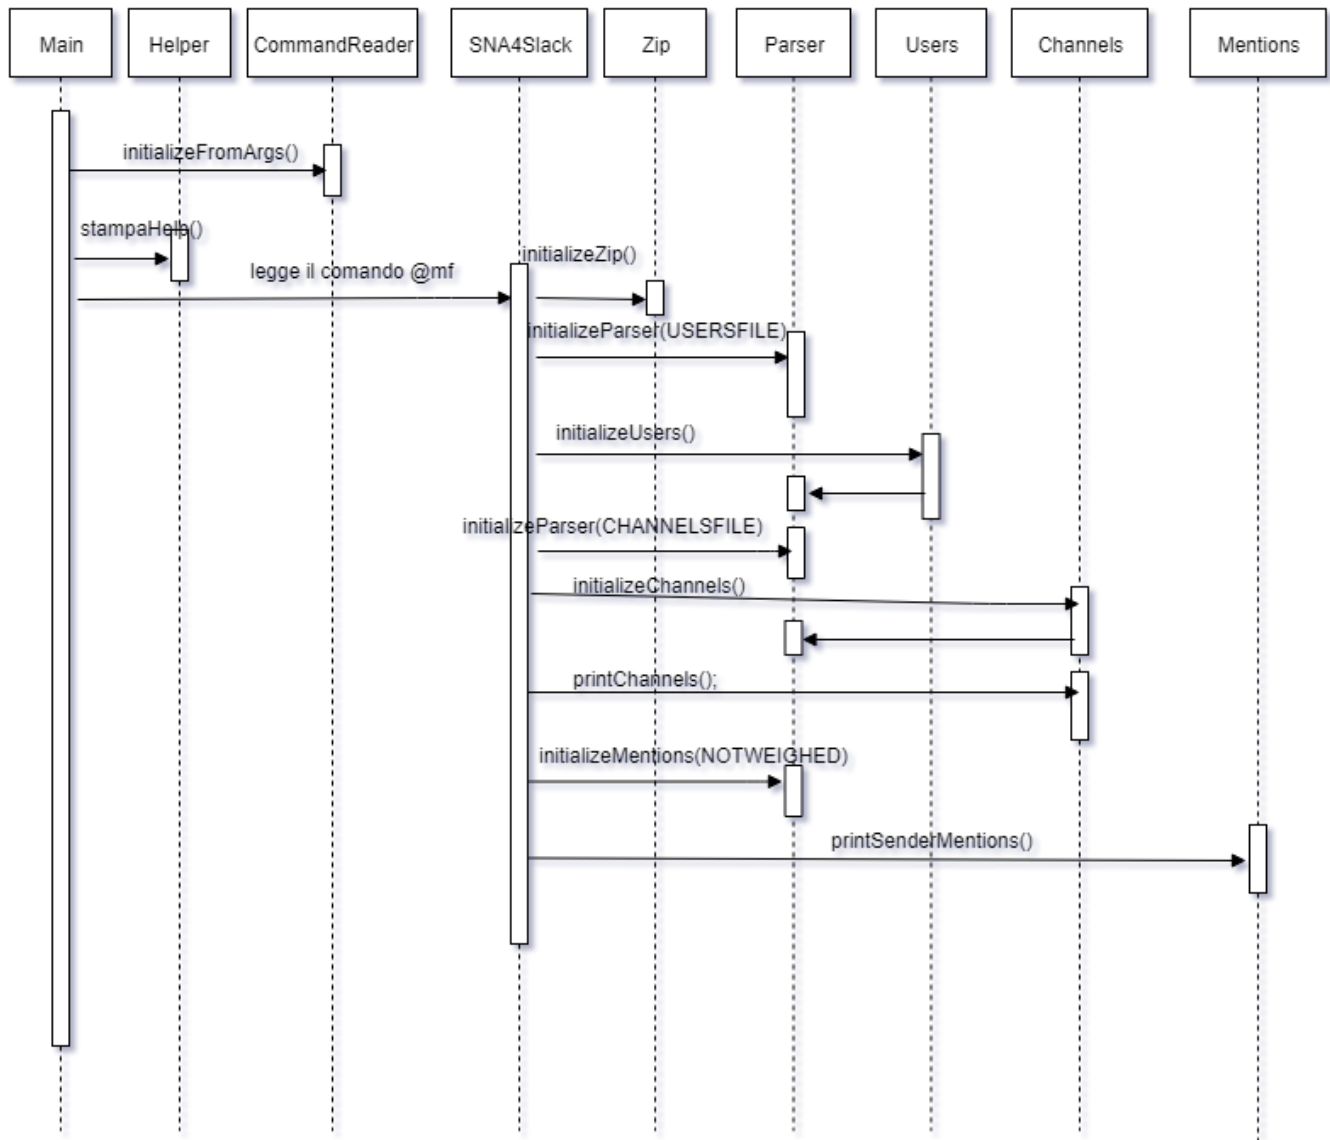 Main
Helper
CommandReader
SNA4Slack
Zip
Parser
Users
Channels
Mentions
initializeFromArgs()
stampaHelp()
initializeZip()
legge il comando @mf
initializeParser(USERSFILE)
initializeUsers()
initializeParser(CHANNELSFILE)
initializeChannels()
printChannels();
initializeMentions(NOTWEIGHED)
printSenderMentions()